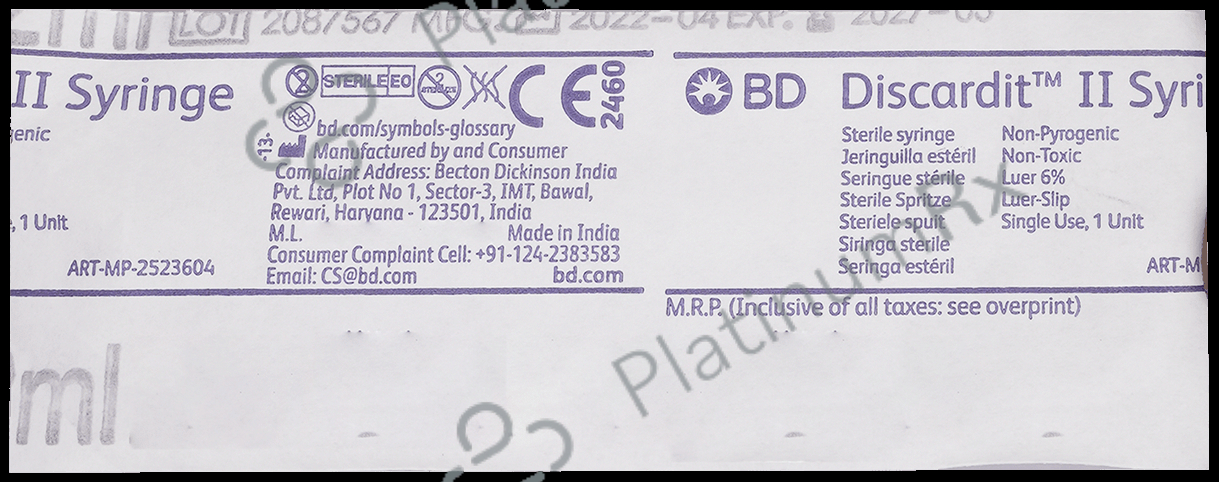 LOT 2087567 MFG. 2022-04 EXP. 2027-03
II Syringe
genic
, 1 Unit
ART-MP-2523604
2
STERILE EO
2
CE
2460
bd.com/symbols-glossary
-13-
Manufactured by and Consumer
Complaint Address: Becton Dickinson India
Pvt. Ltd, Plot No 1, Sector-3, IMT, Bawal,
Rewari, Haryana - 123501, India
M.L.
Made in India
Consumer Complaint Cell: +91-124-2383583
Email: CS@bd.com
bd.com
BD Discardit™ II Syri
Sterile syringe
Jeringuilla estéril
Seringue stérile
Sterile Spritze
Steriele spuit
Siringa sterile
Seringa estéril
Non-Pyrogenic
Non-Toxic
Luer 6%
Luer-Slip
Single Use, 1 Unit
ART-M
M.R.P. (Inclusive of all taxes: see overprint)
ml
PlatinumRx